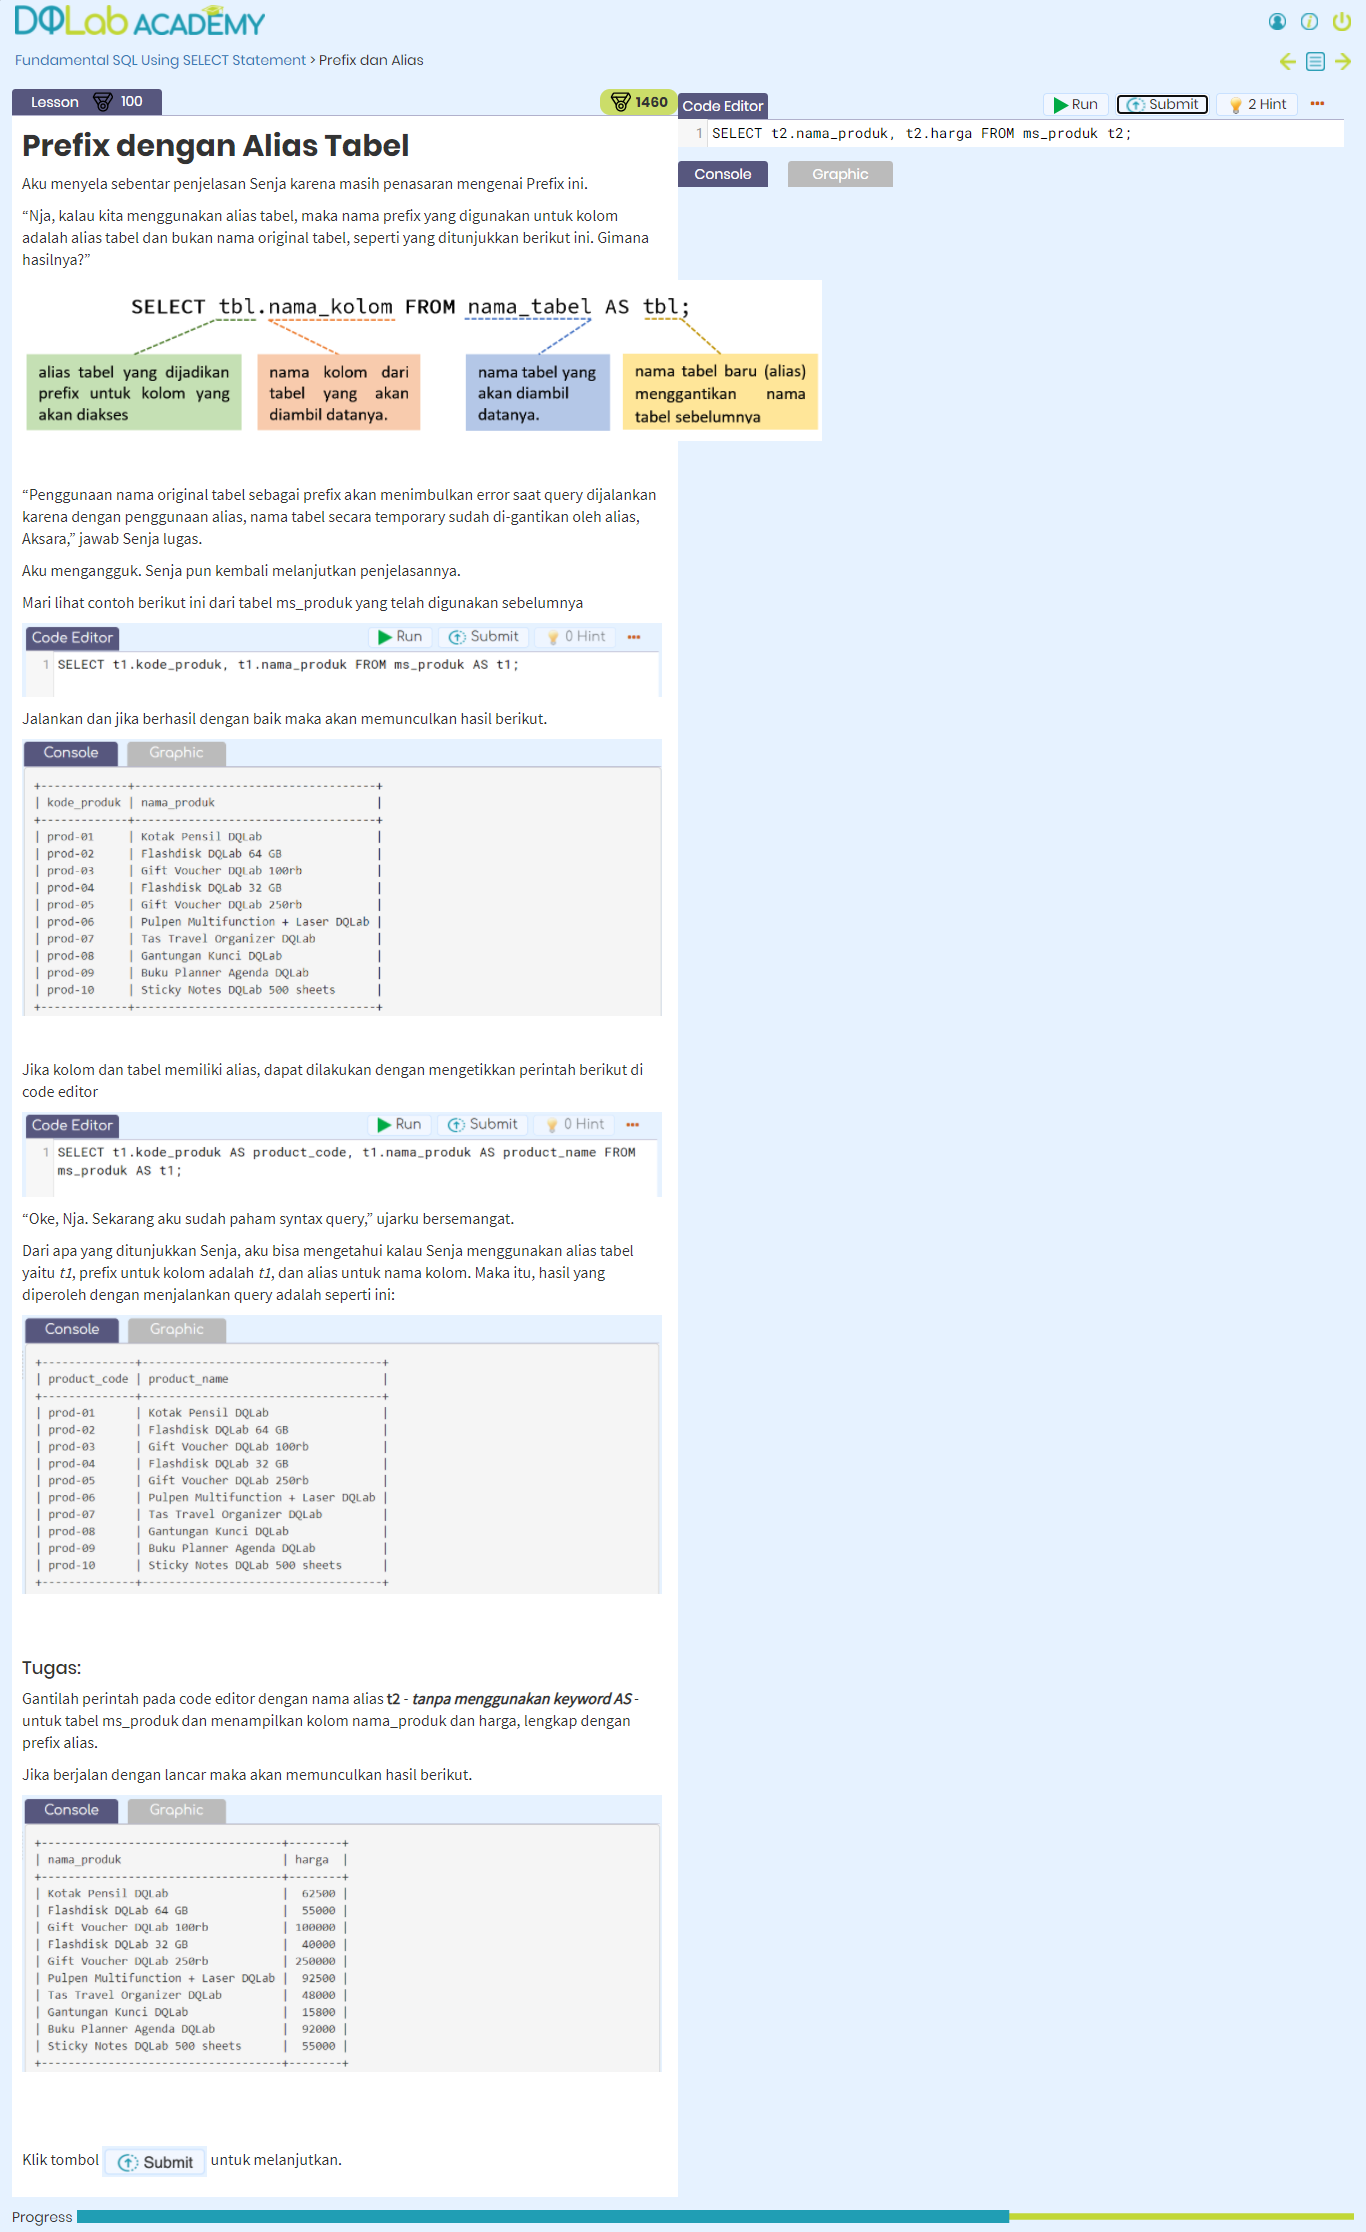 DQLab ACADEMY
Fundamental SQL Using SELECT Statement > Prefix dan Alias
Lesson 100
1460
Prefix dengan Alias Tabel
Aku menyela sebentar penjelasan Senja karena masih penasaran mengenai Prefix ini.
“Nja, kalau kita menggunakan alias tabel, maka nama prefix yang digunakan untuk kolom
adalah alias tabel dan bukan nama original tabel, seperti yang ditunjukkan berikut ini. Gimana
hasilnya?”
SELECT tbl.nama_kolom FROM nama_tabel AS tbl;
alias tabel yang dijadikan
prefix untuk kolom yang
akan diakses
nama kolom dari
tabel yang akan
diambil datanya.
nama tabel yang
akan diambil
datanya.
nama tabel baru (alias)
menggantikan nama
tabel sebelumnya
“Penggunaan nama original tabel sebagai prefix akan menimbulkan error saat query dijalankan
karena dengan penggunaan alias, nama tabel secara temporary sudah di-gantikan oleh alias,
Aksara,” jawab Senja lugas.
Aku mengangguk. Senja pun kembali melanjutkan penjelasannya.
Mari lihat contoh berikut ini dari tabel ms_produk yang telah digunakan sebelumnya
Code Editor Run Submit 0 Hint
1 SELECT t1.kode_produk, t1.nama_produk FROM ms_produk AS t1;
Jalankan dan jika berhasil dengan baik maka akan memunculkan hasil berikut.
Console Graphic
+------------+----------------------------------+
| kode_produk | nama_produk |
+------------+----------------------------------+
| prod-01 | Kotak Pensil DQLab |
| prod-02 | Flashdisk DQLab 64 GB |
| prod-03 | Gift Voucher DQLab 100rb |
| prod-04 | Flashdisk DQLab 32 GB |
| prod-05 | Gift Voucher DQLab 250rb |
| prod-06 | Pulpen Multifunction + Laser DQLab |
| prod-07 | Tas Travel Organizer DQLab |
| prod-08 | Gantungan Kunci DQLab |
| prod-09 | Buku Planner Agenda DQLab |
| prod-10 | Sticky Notes DQLab 500 sheets |
+------------+----------------------------------+
Jika kolom dan tabel memiliki alias, dapat dilakukan dengan mengetikkan perintah berikut di
code editor
Code Editor Run Submit 0 Hint
1 SELECT t1.kode_produk AS product_code, t1.nama_produk AS product_name FROM
ms_produk AS t1;
“Oke, Nja. Sekarang aku sudah paham syntax query,” ujarku bersemangat.
Dari apa yang ditunjukkan Senja, aku bisa mengetahui kalau Senja menggunakan alias tabel
yaitu t1, prefix untuk kolom adalah t1, dan alias untuk nama kolom. Maka itu, hasil yang
diperoleh dengan menjalankan query adalah seperti ini:
Console Graphic
+--------------+------------------------------------+
| product_code | product_name |
+--------------+------------------------------------+
| prod-01 | Kotak Pensil DQLab |
| prod-02 | Flashdisk DQLab 64 GB |
| prod-03 | Gift Voucher DQLab 100rb |
| prod-04 | Flashdisk DQLab 32 GB |
| prod-05 | Gift Voucher DQLab 250rb |
| prod-06 | Pulpen Multifunction + Laser DQLab |
| prod-07 | Tas Travel Organizer DQLab |
| prod-08 | Gantungan Kunci DQLab |
| prod-09 | Buku Planner Agenda DQLab |
| prod-10 | Sticky Notes DQLab 500 sheets |
+--------------+------------------------------------+
Tugas:
Gantilah perintah pada code editor dengan nama alias t2 - tanpa menggunakan keyword AS -
untuk tabel ms_produk dan menampilkan kolom nama_produk dan harga, lengkap dengan
prefix alias.
Jika berjalan dengan lancar maka akan memunculkan hasil berikut.
Console Graphic
+------------------------------------+--------+
| nama_produk | harga |
+------------------------------------+--------+
| Kotak Pensil DQLab | 62500 |
| Flashdisk DQLab 64 GB | 55000 |
| Gift Voucher DQLab 100rb | 100000 |
| Flashdisk DQLab 32 GB | 40000 |
| Gift Voucher DQLab 250rb | 250000 |
| Pulpen Multifunction + Laser DQLab | 92500 |
| Tas Travel Organizer DQLab | 48000 |
| Gantungan Kunci DQLab | 15800 |
| Buku Planner Agenda DQLab | 92000 |
| Sticky Notes DQLab 500 sheets | 55000 |
+------------------------------------+--------+
Klik tombol Submit untuk melanjutkan.
Code Editor Run Submit 2 Hint
1 SELECT t2.nama_produk, t2.harga FROM ms_produk t2;
Console Graphic
Progress